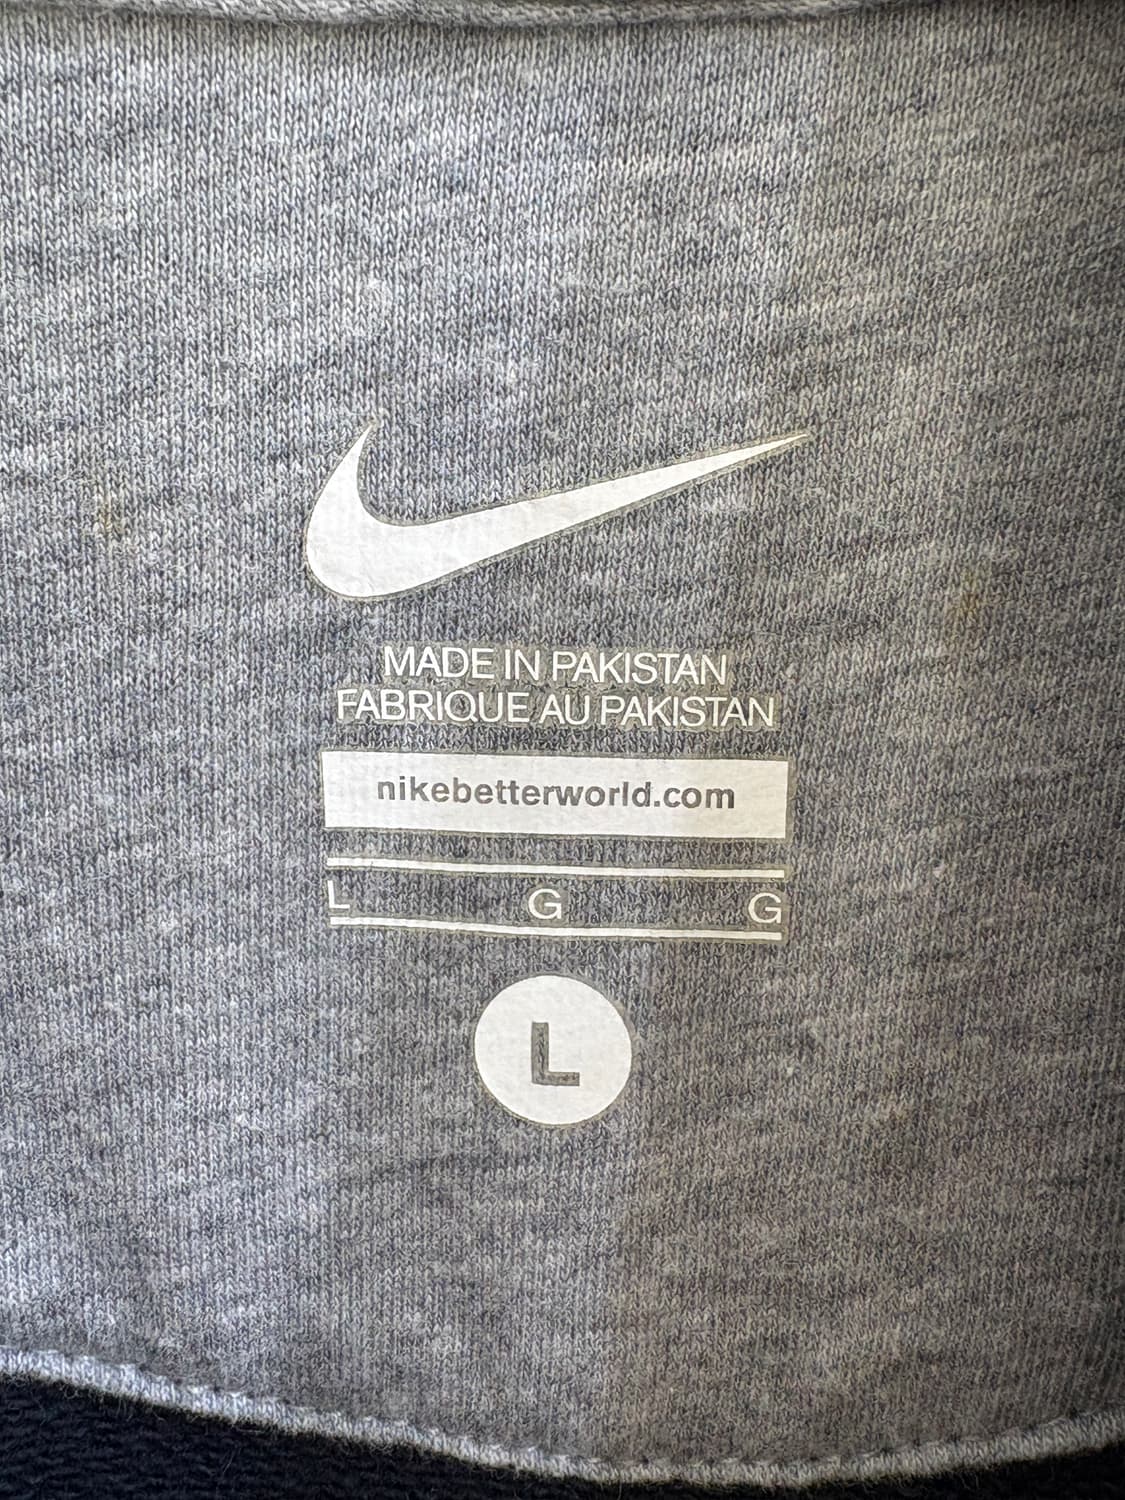 MADE IN PAKISTAN
FABRIQUE AU PAKISTAN
nikebetterworld.com
L G G
L